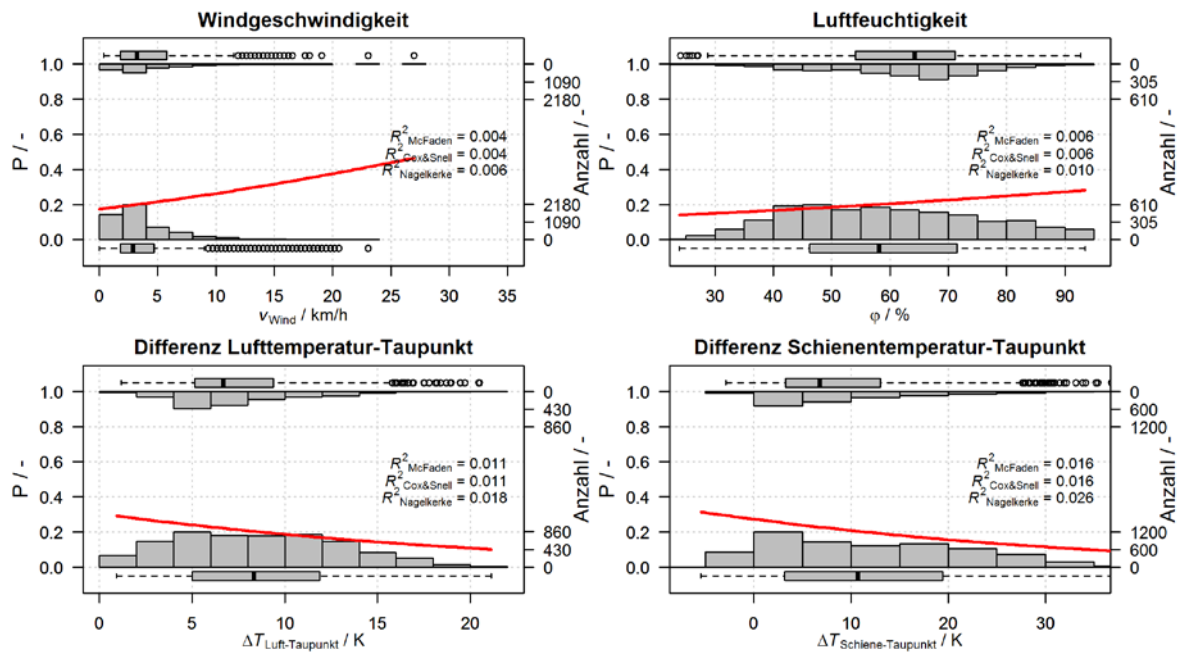 Windgeschwindigkeit
P / -
1.0
0.8
0.6
0.4
0.2
0.0
0
1090
2180
2180
1090
0
Anzahl / -
R²McFaden = 0.004
R²Cox&Snell = 0.004
R²Nagelkerke = 0.006
0 5 10 15 20 25 30 35
vWind / km/h
Luftfeuchtigkeit
P / -
1.0
0.8
0.6
0.4
0.2
0.0
0
305
610
610
305
0
Anzahl / -
R²McFaden = 0.006
R²Cox&Snell = 0.006
R²Nagelkerke = 0.010
30 40 50 60 70 80 90
φ / %
Differenz Lufttemperatur-Taupunkt
P / -
1.0
0.8
0.6
0.4
0.2
0.0
0
430
860
860
430
0
Anzahl / -
R²McFaden = 0.011
R²Cox&Snell = 0.011
R²Nagelkerke = 0.018
0 5 10 15 20
ΔTLuft-Taupunkt / K
Differenz Schienentemperatur-Taupunkt
P / -
1.0
0.8
0.6
0.4
0.2
0.0
0
600
1200
1200
600
0
Anzahl / -
R²McFaden = 0.016
R²Cox&Snell = 0.016
R²Nagelkerke = 0.026
0 10 20 30
ΔTSchiene-Taupunkt / K